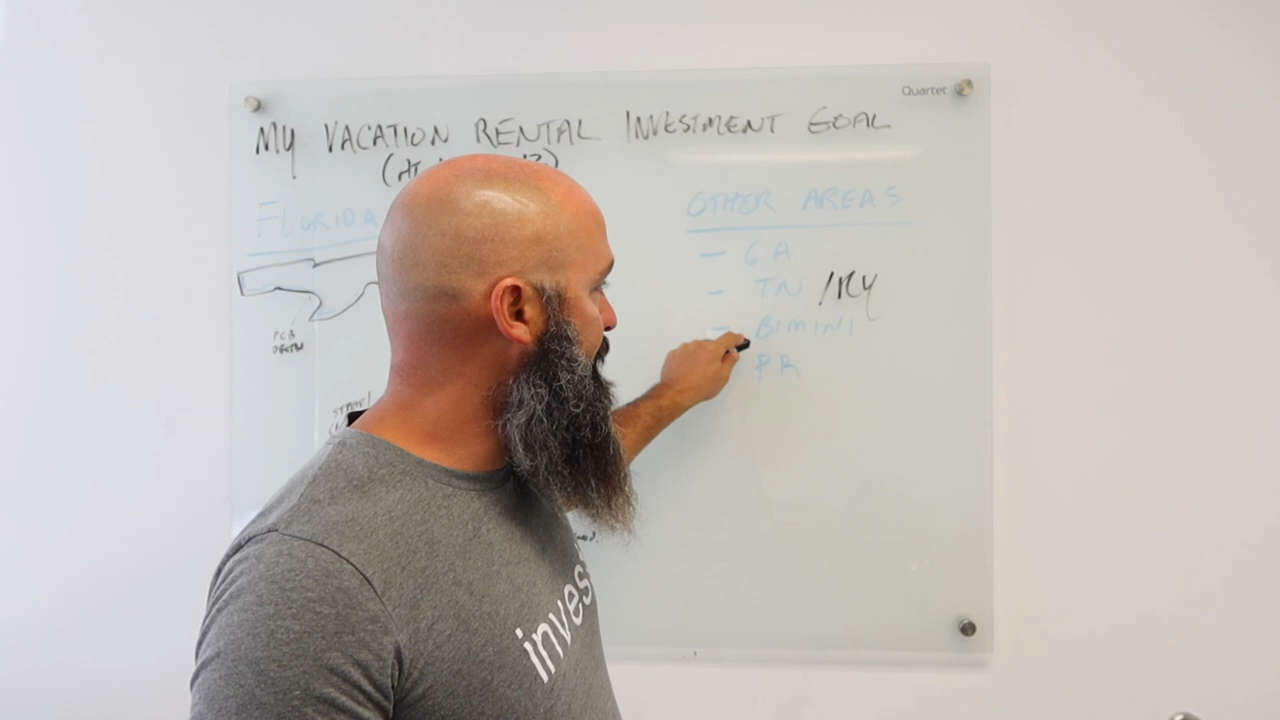 Quartet
MY VACATION RENTAL INVESTMENT GOAL
FLORIDA
OTHER AREAS
- GA
- TN /KY
- BIMINI
PR
PCB
DESTIN
inves